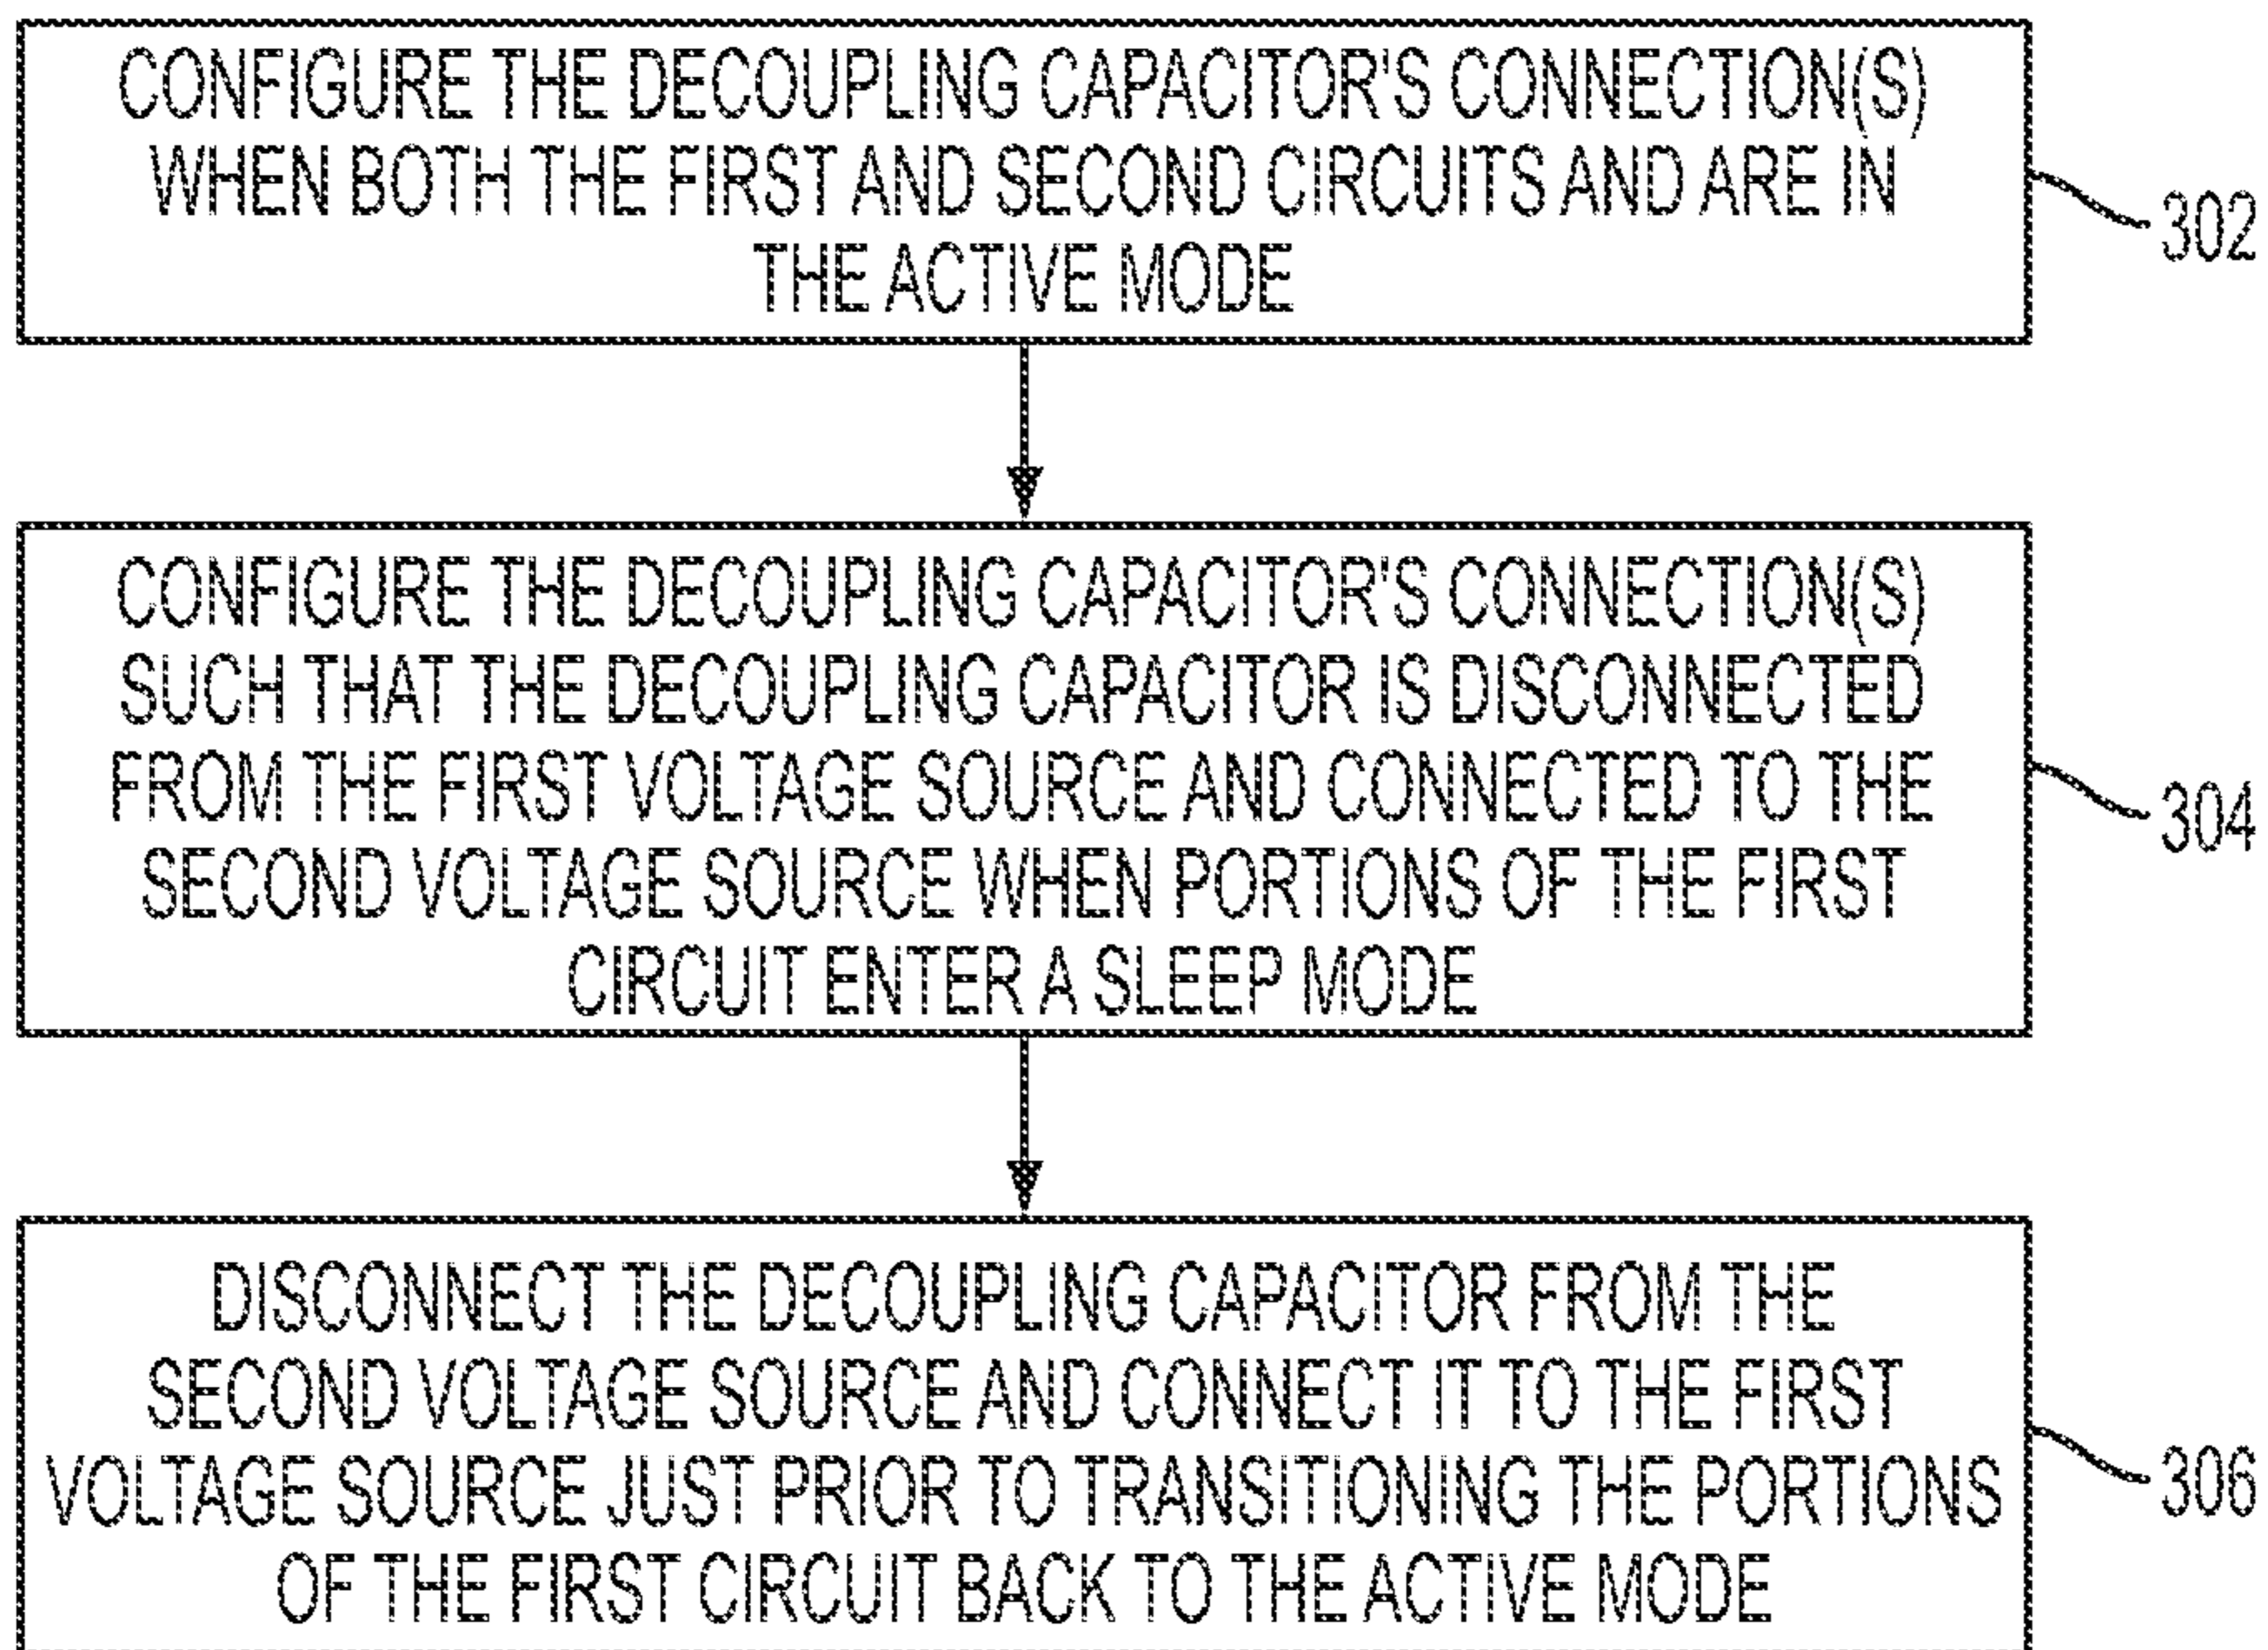 CONFIGURE THE DECOUPLING CAPACITOR'S CONNECTION(S)
WHEN BOTH THE FIRST AND SECOND CIRCUITS AND ARE IN
THE ACTIVE MODE
302
CONFIGURE THE DECOUPLING CAPACITOR'S CONNECTION(S)
SUCH THAT THE DECOUPLING CAPACITOR IS DISCONNECTED
FROM THE FIRST VOLTAGE SOURCE AND CONNECTED TO THE
SECOND VOLTAGE SOURCE WHEN PORTIONS OF THE FIRST
CIRCUIT ENTER A SLEEP MODE
304
DISCONNECT THE DECOUPLING CAPACITOR FROM THE
SECOND VOLTAGE SOURCE AND CONNECT IT TO THE FIRST
VOLTAGE SOURCE JUST PRIOR TO TRANSITIONING THE PORTIONS
OF THE FIRST CIRCUIT BACK TO THE ACTIVE MODE
306